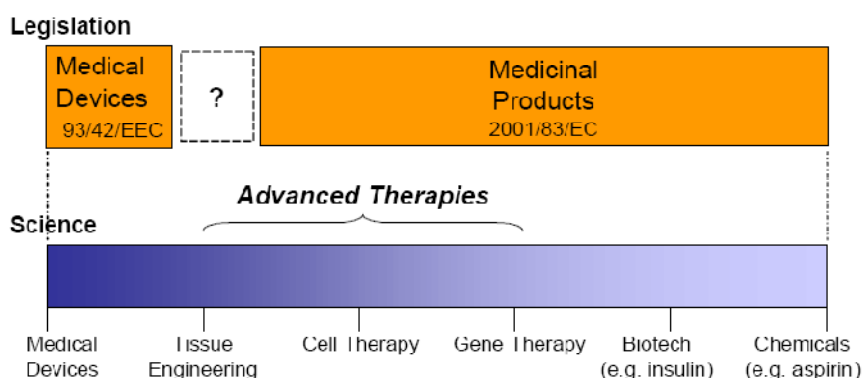 Legislation
Medical
Devices
93/42/EEC
?
Medicinal
Products
2001/83/EC
Advanced Therapies
Science
Medical
Devices
Tissue
Engineering
Cell Therapy
Gene Therapy
Biotech
(e.g. insulin)
Chemicals
(e.g. aspirin)